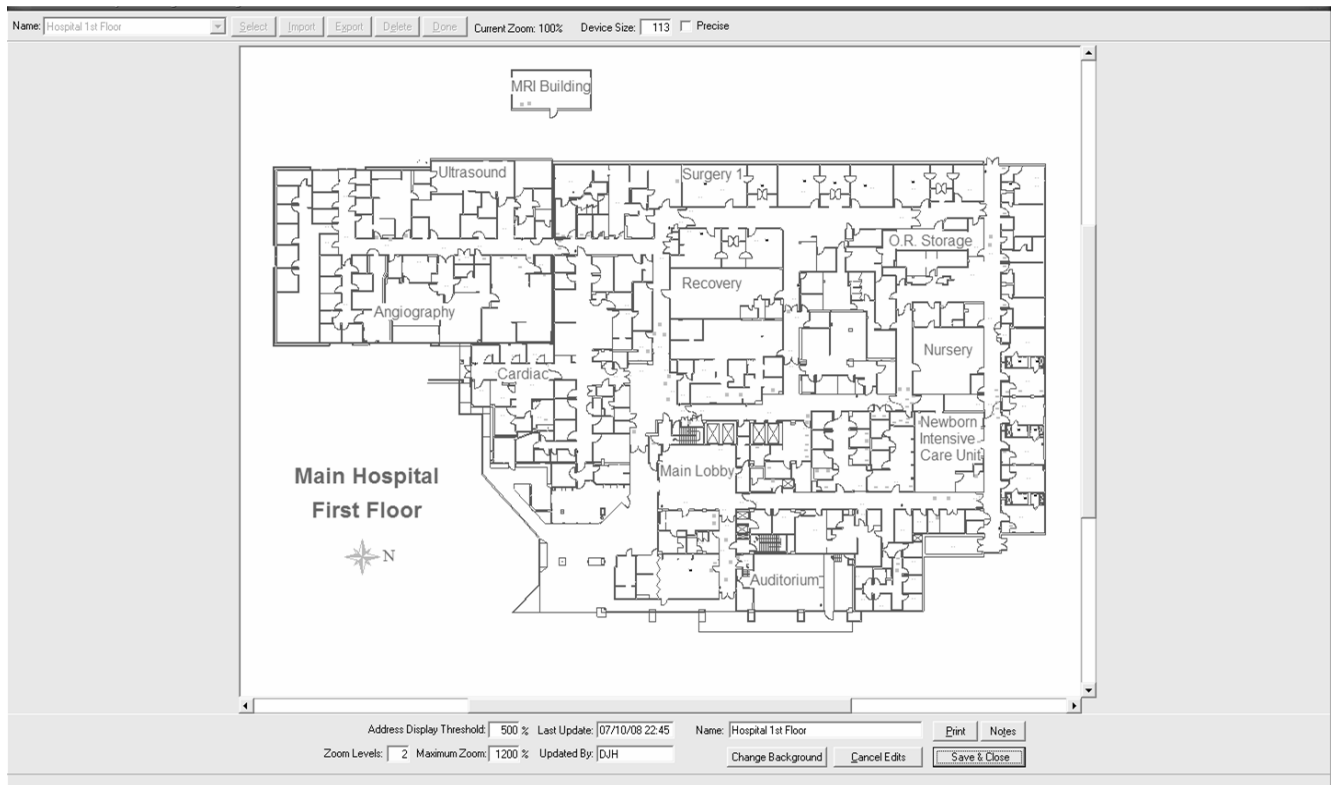 Name: Hospital 1st Floor Select Import Export Delete Done Current Zoom: 100% Device Size: 113 Precise
MRI Building
Ultrasound
Surgery 1
O.R. Storage
Recovery
Angiography
Nursery
Cardiac
Newborn
Intensive
Care Unit
Main Lobby
Main Hospital
First Floor
N
Auditorium
Address Display Threshold: 500 % Last Update: 07/10/08 22:45 Name: Hospital 1st Floor Print Notes
Zoom Levels: 2 Maximum Zoom: 1200 % Updated By: DJH Change Background Cancel Edits Save & Close